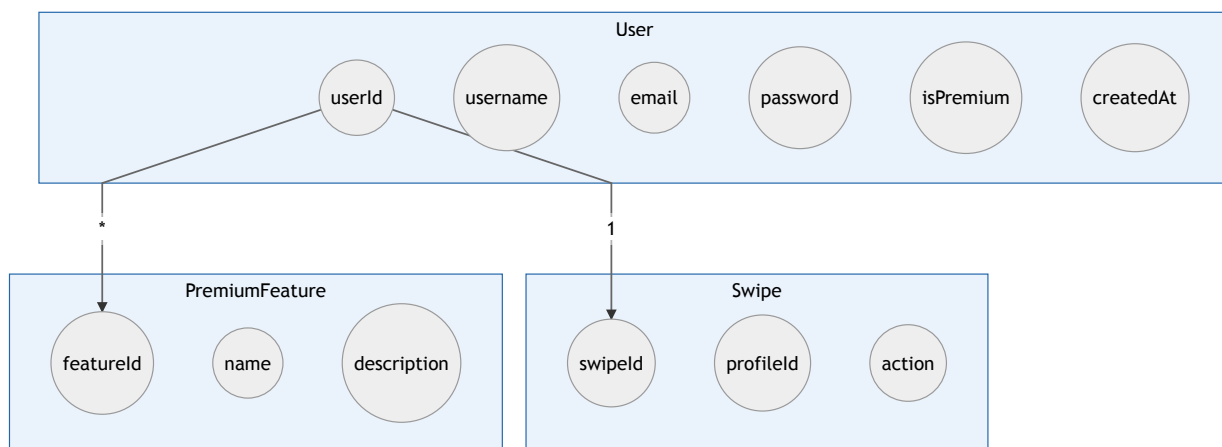 User
userId
username
email
password
isPremium
createdAt
*
1
PremiumFeature
Swipe
featureId
name
description
swipeId
profileId
action